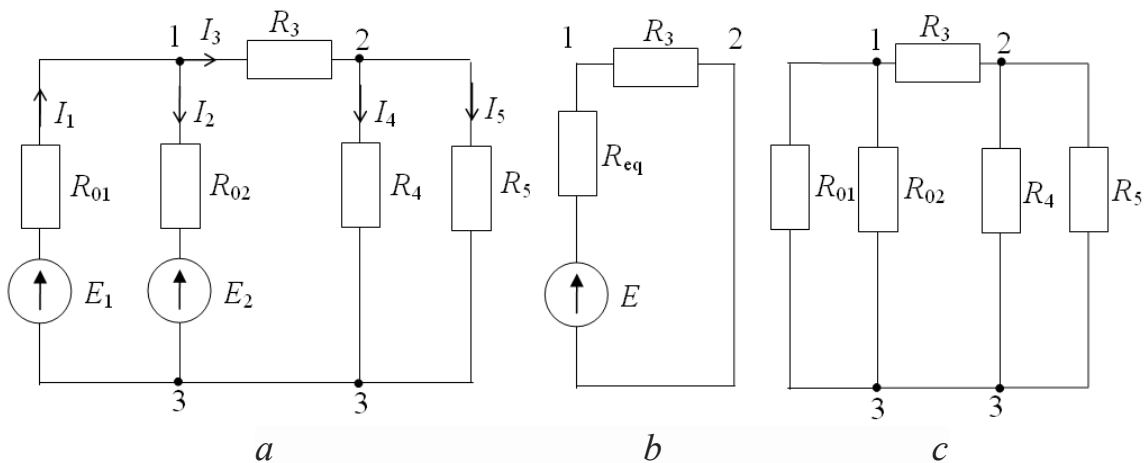 1 I₃ R₃ 2
I₁ I₂ I₄ I₅
R₀₁ R₀₂ R₄ R₅
E₁ E₂
3 3
a
1 R₃ 2
R_eq
E
b
R₃
1 2
R₀₁ R₀₂ R₄ R₅
3 3
c